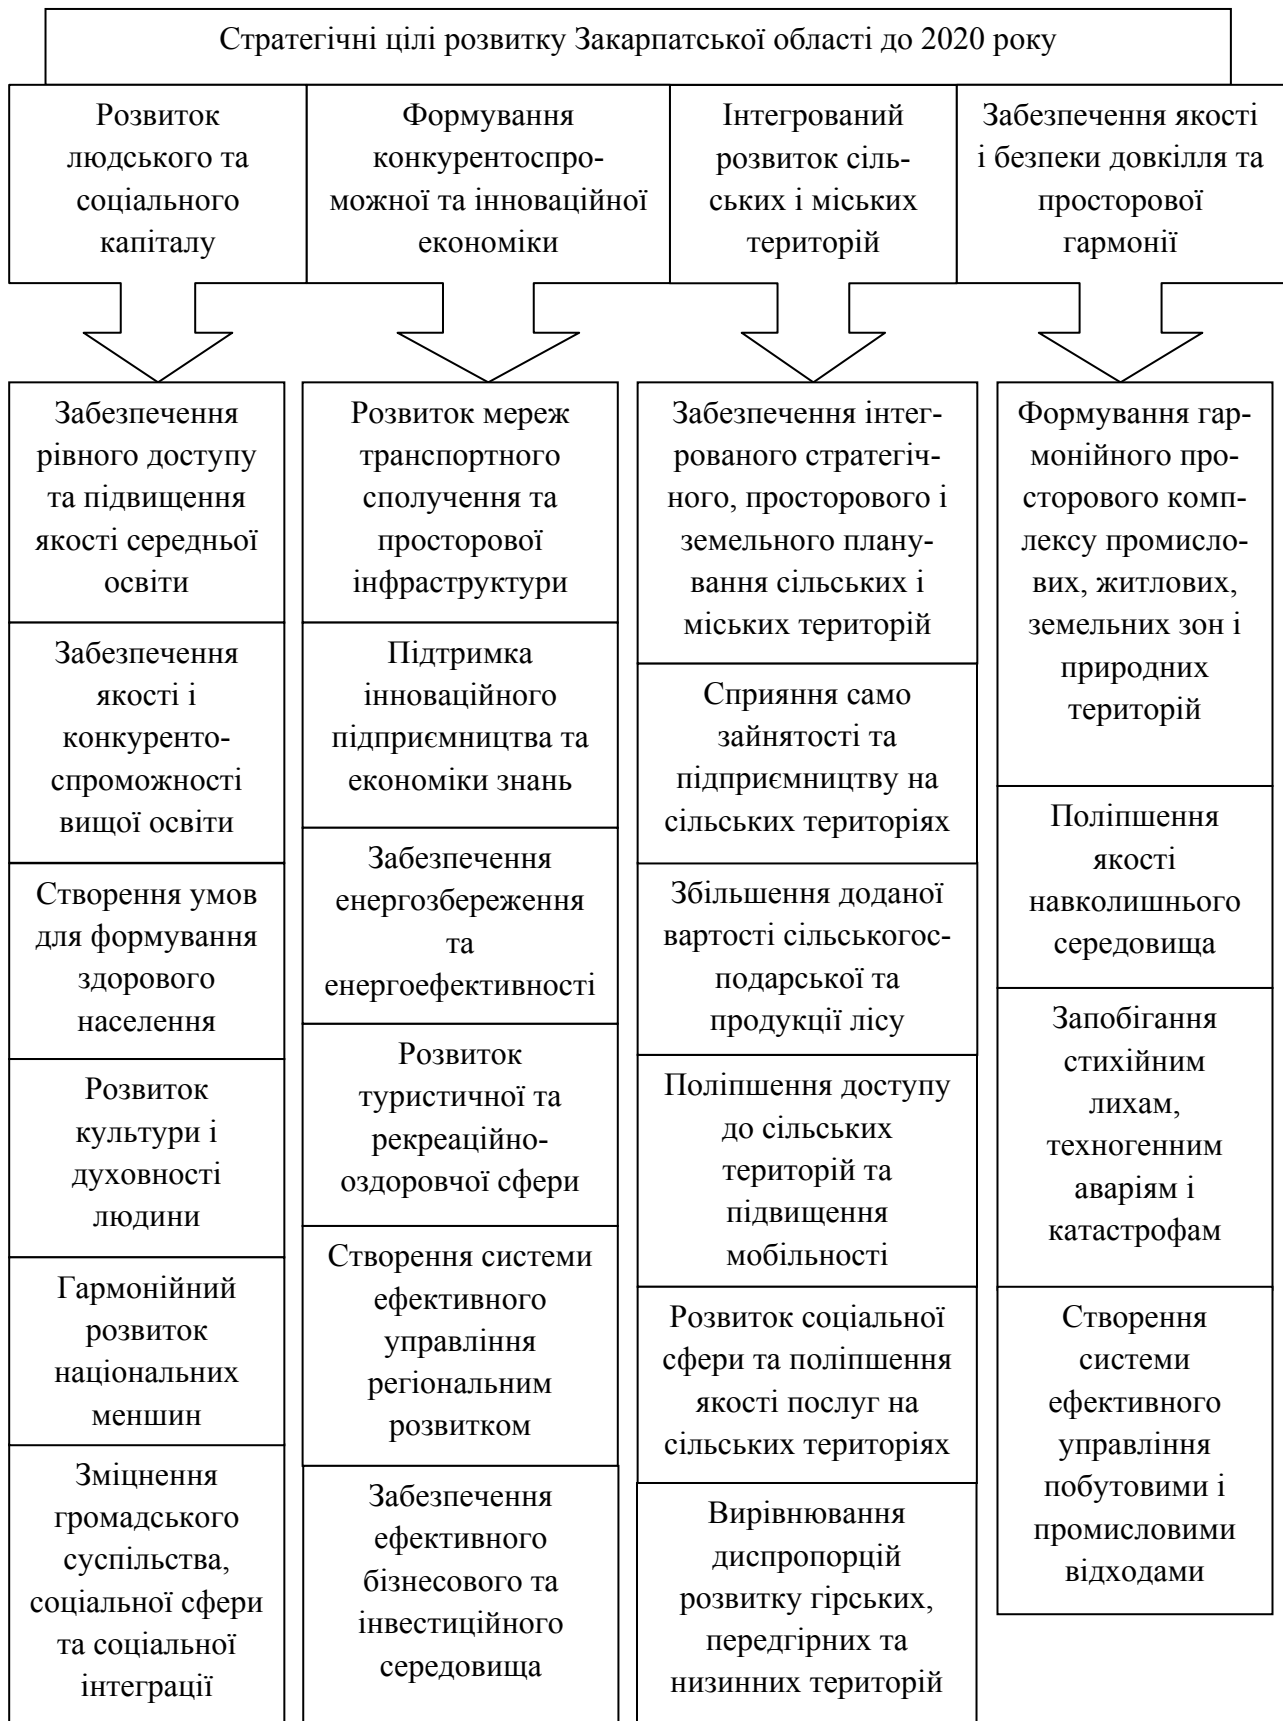 Стратегічні цілі розвитку Закарпатської області до 2020 року
Розвиток
людського та
соціального
капіталу
Формування
конкурентоспро-
можної та інноваційної
економіки
Інтегрований
розвиток сіль-
ських і міських
територій
Забезпечення якості
і безпеки довкілля та
просторової
гармонії
Забезпечення
рівного доступу
та підвищення
якості середньої
освіти
Забезпечення
якості і
конкуренто-
спроможності
вищої освіти
Створення умов
для формування
здорового
населення
Розвиток
культури і
духовності
людини
Гармонійний
розвиток
національних
меншин
Зміцнення
громадського
суспільства,
соціальної сфери
та соціальної
інтеграції
Розвиток мереж
транспортного
сполучення та
просторової
інфраструктури
Підтримка
інноваційного
підприємництва та
економіки знань
Забезпечення
енергозбереження
та
енергоефективності
Розвиток
туристичної та
рекреаційно-
оздоровчої сфери
Створення системи
ефективного
управління
регіональним
розвитком
Забезпечення
ефективного
бізнесового та
інвестиційного
середовища
Забезпечення інтег-
рованого стратегіч-
ного, просторового і
земельного плану-
вання сільських і
міських територій
Сприяння само
зайнятості та
підприємництву на
сільських територіях
Збільшення доданої
вартості сільськогос-
подарської та
продукції лісу
Поліпшення доступу
до сільських
територій та
підвищення
мобільності
Розвиток соціальної
сфери та поліпшення
якості послуг на
сільських територіях
Вирівнювання
диспропорцій
розвитку гірських,
передгірних та
низинних територій
Формування гар-
монійного про-
сторового комп-
лексу промисло-
вих, житлових,
земельних зон і
природних
територій
Поліпшення
якості
навколишнього
середовища
Запобігання
стихійним
лихам,
техногенним
аваріям і
катастрофам
Створення
системи
ефективного
управління
побутовими і
промисловими
відходами